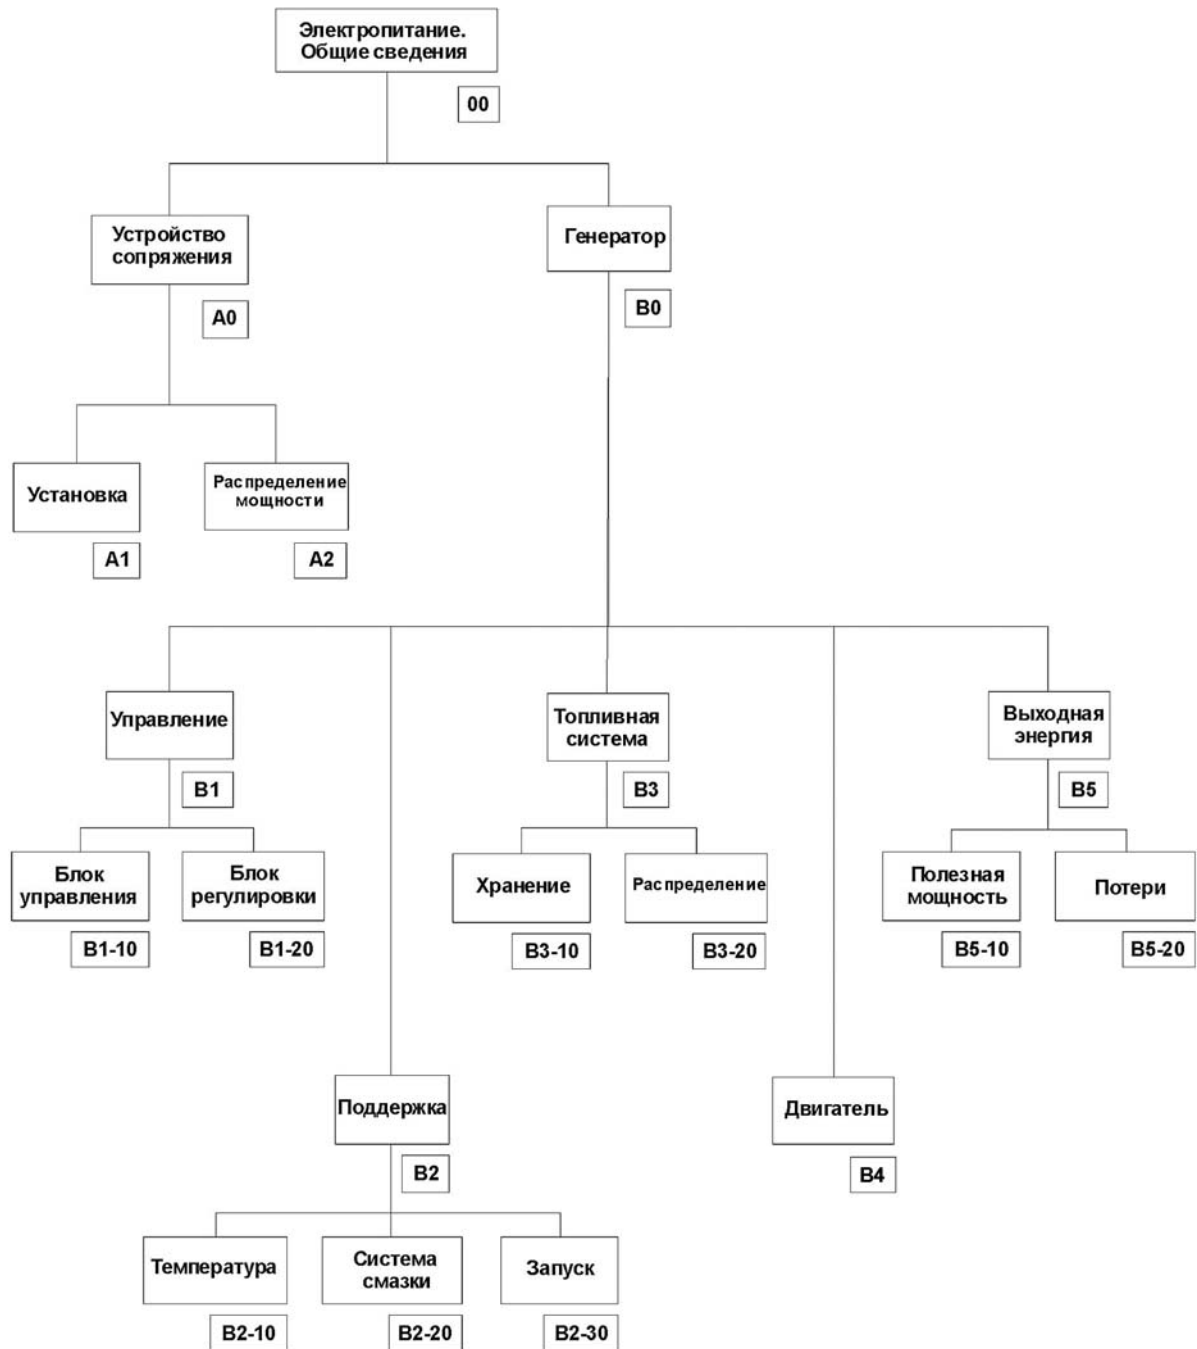 Электропитание.
Общие сведения
00
Устройство
сопряжения
A0
Генератор
B0
Установка
A1
Распределение
мощности
A2
Управление
B1
Топливная
система
B3
Выходная
энергия
B5
Блок
управления
B1-10
Блок
регулировки
B1-20
Хранение
B3-10
Распределение
B3-20
Полезная
мощность
B5-10
Потери
B5-20
Поддержка
B2
Двигатель
B4
Температура
B2-10
Система
смазки
B2-20
Запуск
B2-30